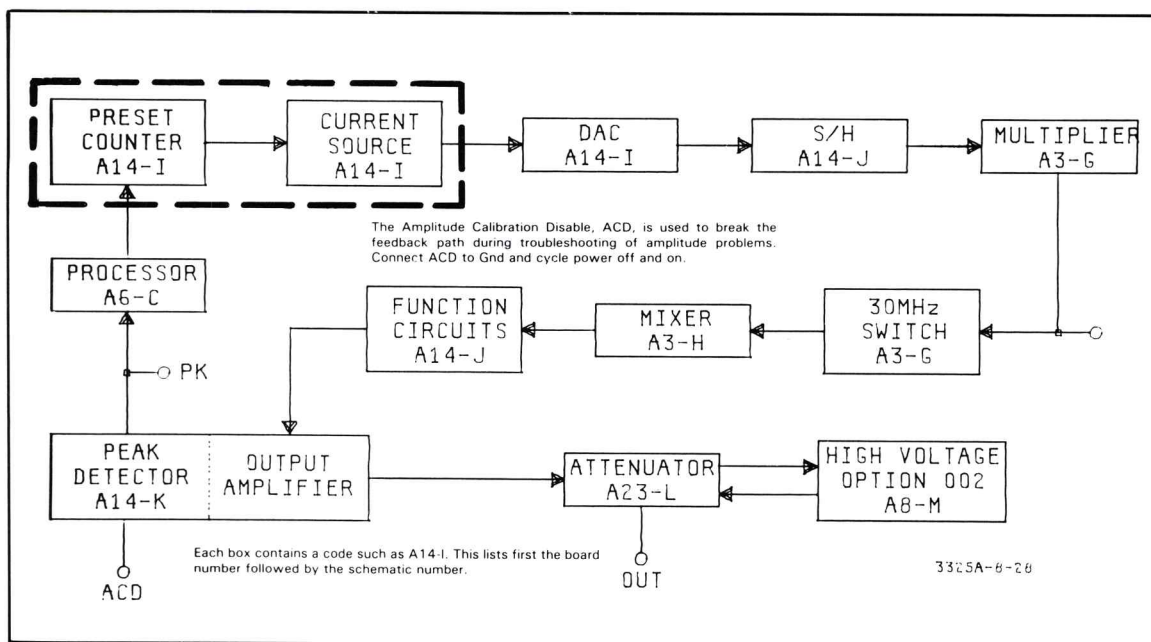 PRESET
COUNTER
A14-I
CURRENT
SOURCE
A14-I
DAC
A14-I
S/H
A14-J
MULTIPLIER
A3-G
The Amplitude Calibration Disable, ACD, is used to break the
feedback path during troubleshooting of amplitude problems.
Connect ACD to Gnd and cycle power off and on.
PROCESSOR
A6-C
FUNCTION
CIRCUITS
A14-J
MIXER
A3-H
30MHz
SWITCH
A3-G
PK
PEAK
DETECTOR
A14-K
OUTPUT
AMPLIFIER
ATTENUATOR
A23-L
HIGH VOLTAGE
OPTION 002
A8-M
Each box contains a code such as A14-I. This lists first the board
number followed by the schematic number.
ACD
OUT
3325A-8-28